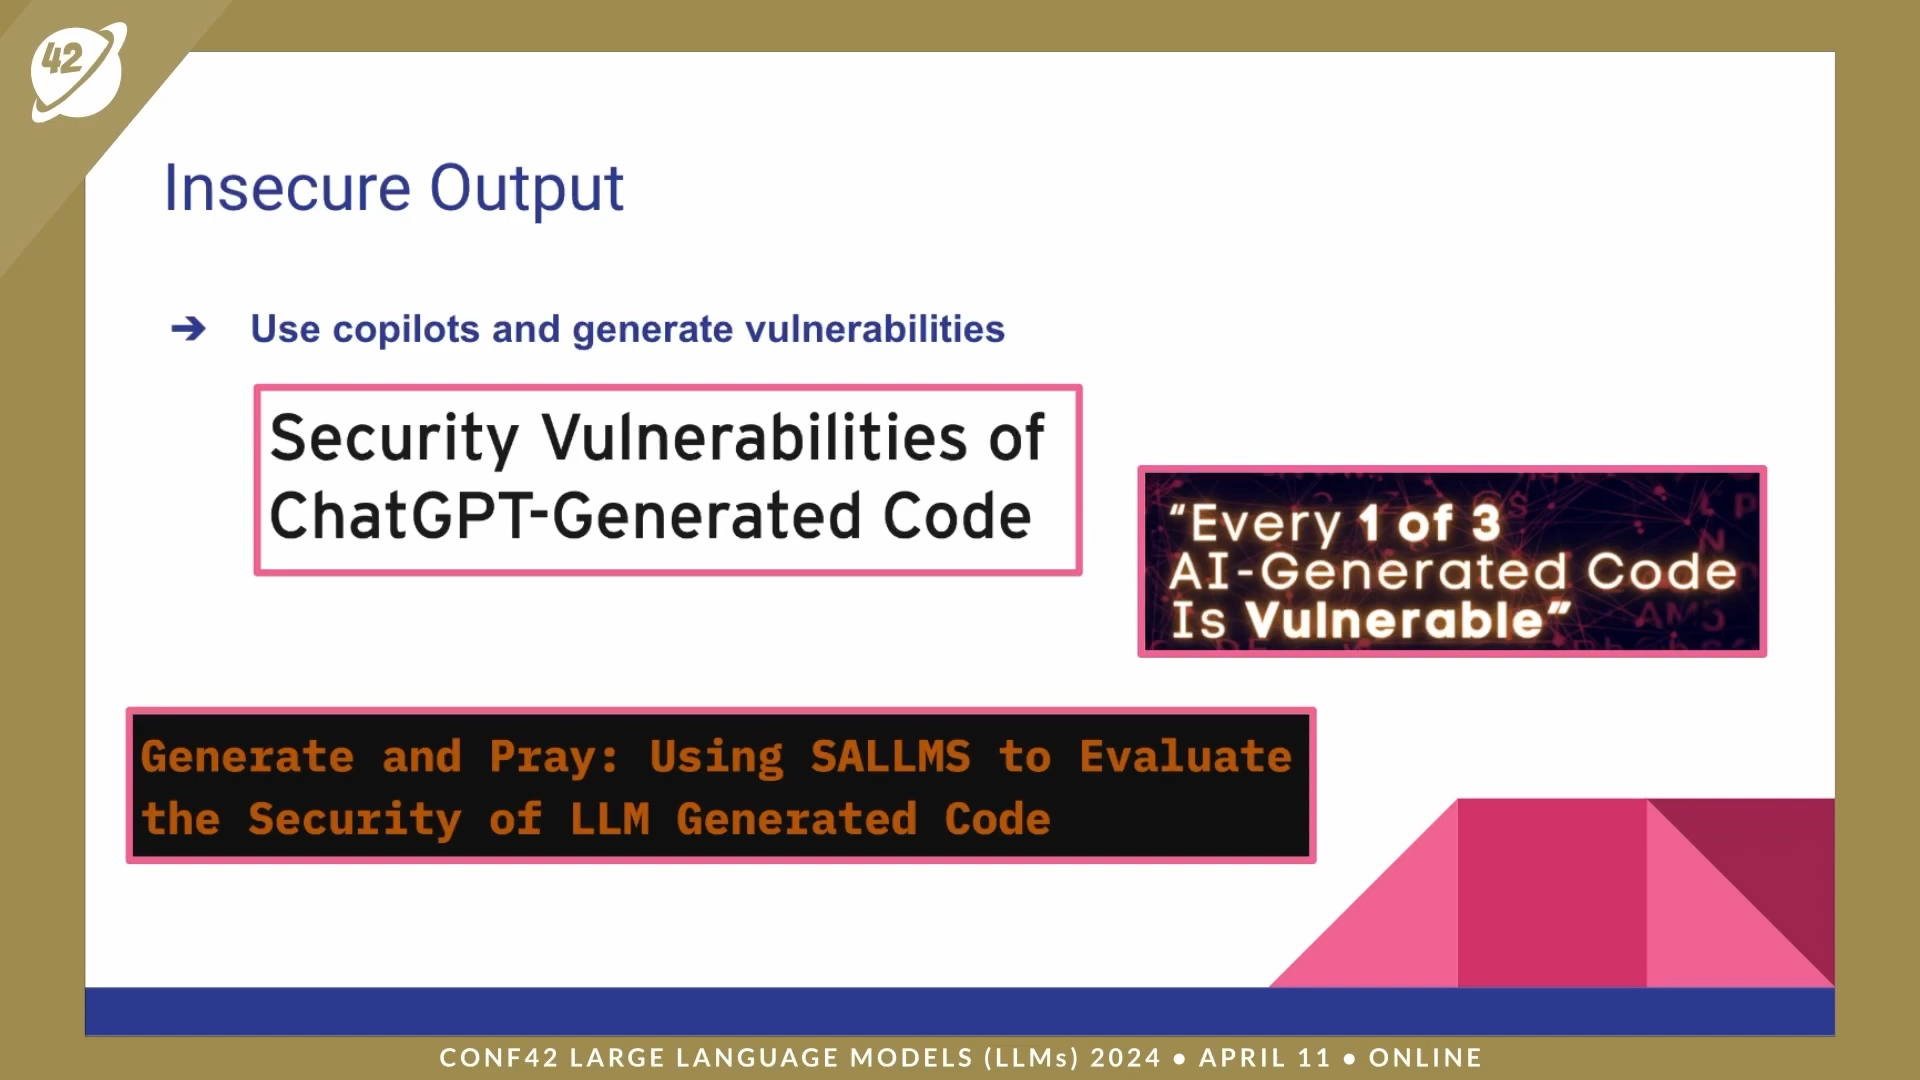 42
Insecure Output
➔ Use copilots and generate vulnerabilities
Security Vulnerabilities of
ChatGPT-Generated Code
“Every 1 of 3
AI-Generated Code
Is Vulnerable”
Generate and Pray: Using SALLMS to Evaluate
the Security of LLM Generated Code
CONF42 LARGE LANGUAGE MODELS (LLMs) 2024 ● APRIL 11 ● ONLINE